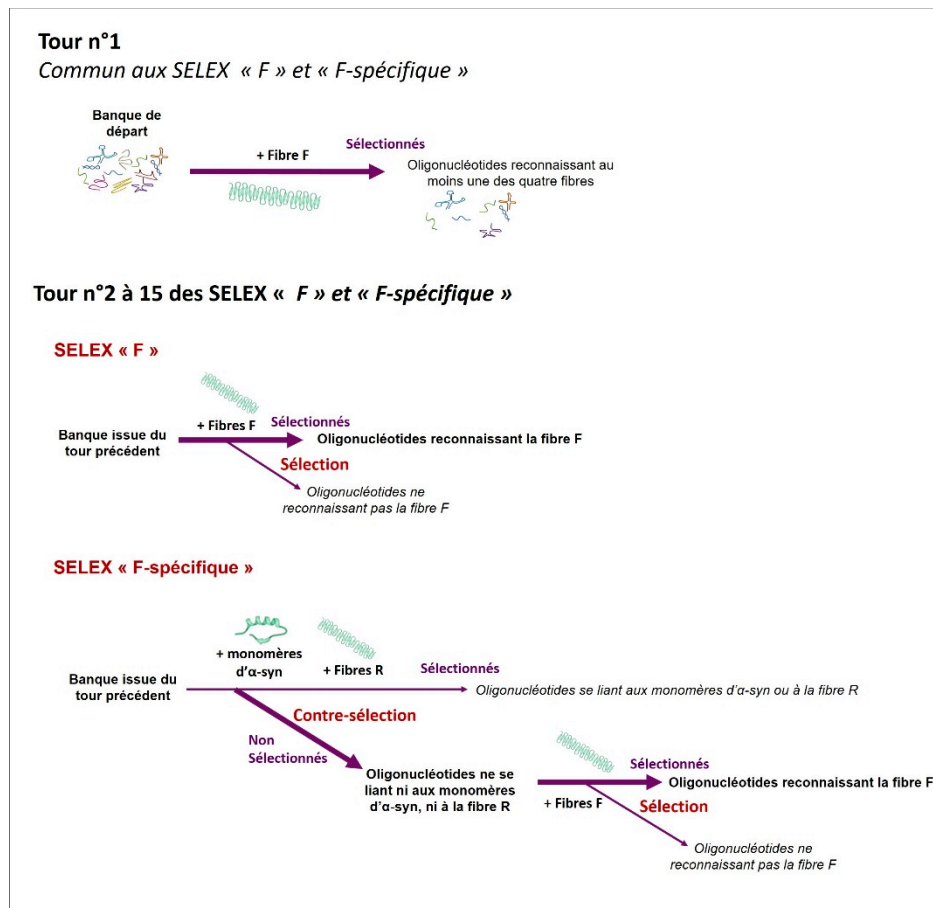 Tour n°1
Commun aux SELEX « F » et « F-spécifique »
Banque de
départ
+ Fibre F
Sélectionnés
Oligonucléotides reconnaissant au
moins une des quatre fibres
Tour n°2 à 15 des SELEX « F » et « F-spécifique »
SELEX « F »
Banque issue du
tour précédent
+ Fibres F
Sélectionnés
Oligonucléotides reconnaissant la fibre F
Sélection
Oligonucléotides ne
reconnaissant pas la fibre F
SELEX « F-spécifique »
Banque issue du
tour précédent
+ monomères
d'α-syn
+ Fibres R
Sélectionnés
Oligonucléotides se liant aux monomères d'α-syn ou à la fibre R
Contre-sélection
Non
Sélectionnés
Oligonucléotides ne se
liant ni aux monomères
d'α-syn, ni à la fibre R
+ Fibres F
Sélectionnés
Oligonucléotides reconnaissant la fibre F
Sélection
Oligonucléotides ne
reconnaissant pas la fibre F